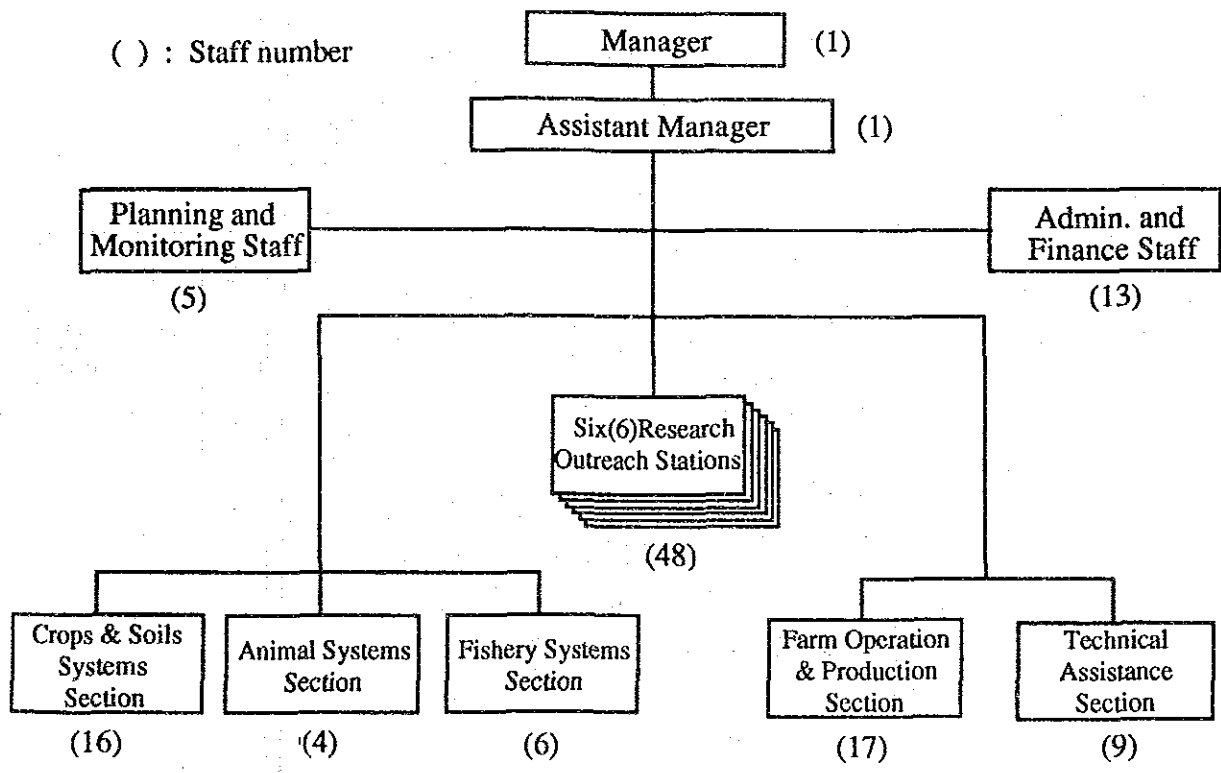 ( ) : Staff number
Manager
(1)
Assistant Manager
(1)
Planning and
Monitoring Staff
(5)
Admin. and
Finance Staff
(13)
Six(6)Research
Outreach Stations
(48)
Crops & Soils
Systems
Section
(16)
Animal Systems
Section
(4)
Fishery Systems
Section
(6)
Farm Operation
& Production
Section
(17)
Technical
Assistance
Section
(9)